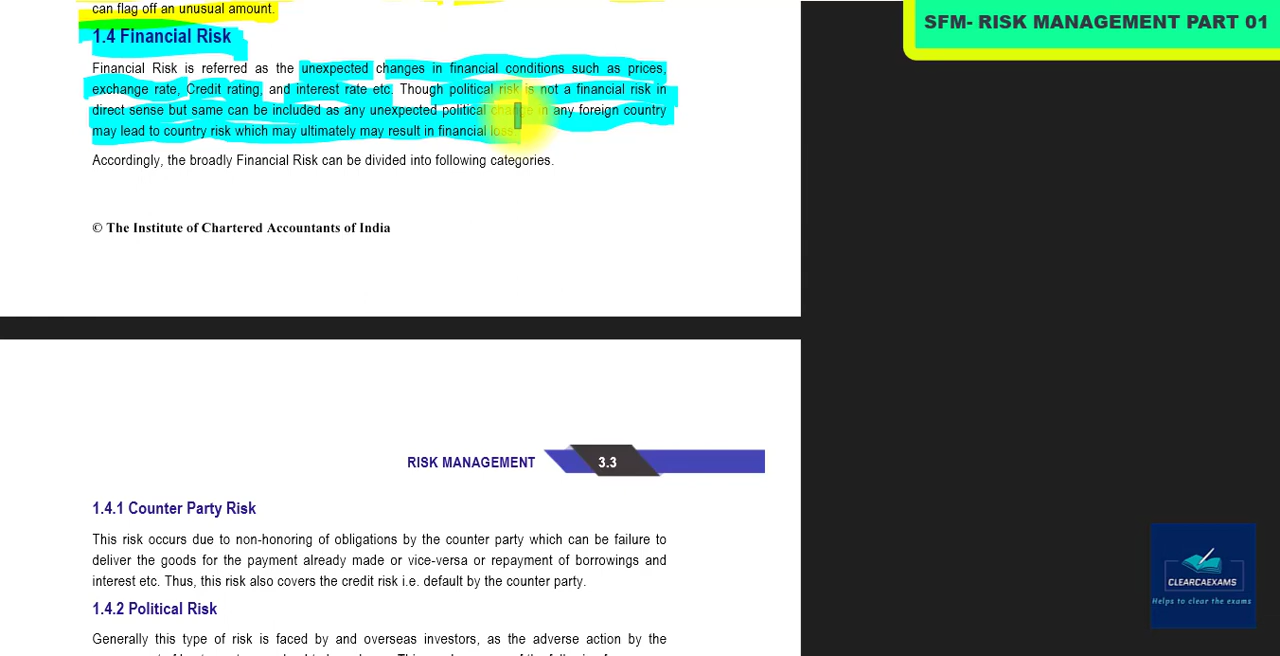 can flag off an unusual amount.
SFM- RISK MANAGEMENT PART 01
1.4 Financial Risk
Financial Risk is referred as the unexpected changes in financial conditions such as prices,
exchange rate, Credit rating, and interest rate etc. Though political risk is not a financial risk in
direct sense but same can be included as any unexpected political change in any foreign country
may lead to country risk which may ultimately may result in financial loss.
Accordingly, the broadly Financial Risk can be divided into following categories.
© The Institute of Chartered Accountants of India
RISK MANAGEMENT 3.3
1.4.1 Counter Party Risk
This risk occurs due to non-honoring of obligations by the counter party which can be failure to
deliver the goods for the payment already made or vice-versa or repayment of borrowings and
interest etc. Thus, this risk also covers the credit risk i.e. default by the counter party.
1.4.2 Political Risk
Generally this type of risk is faced by and overseas investors, as the adverse action by the
CLEARCAEXAMS
Helps to clear the exams